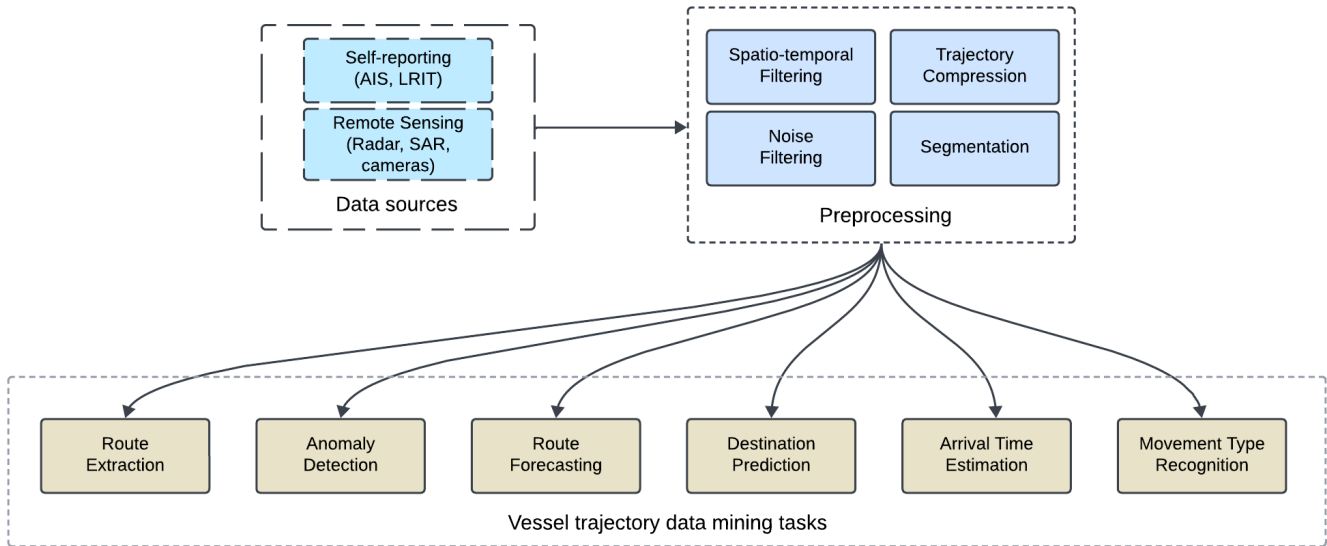 Self-reporting
(AIS, LRIT)
Remote Sensing
(Radar, SAR,
cameras)
Data sources
Spatio-temporal
Filtering
Trajectory
Compression
Noise
Filtering
Segmentation
Preprocessing
Route
Extraction
Anomaly
Detection
Route
Forecasting
Destination
Prediction
Arrival Time
Estimation
Movement Type
Recognition
Vessel trajectory data mining tasks